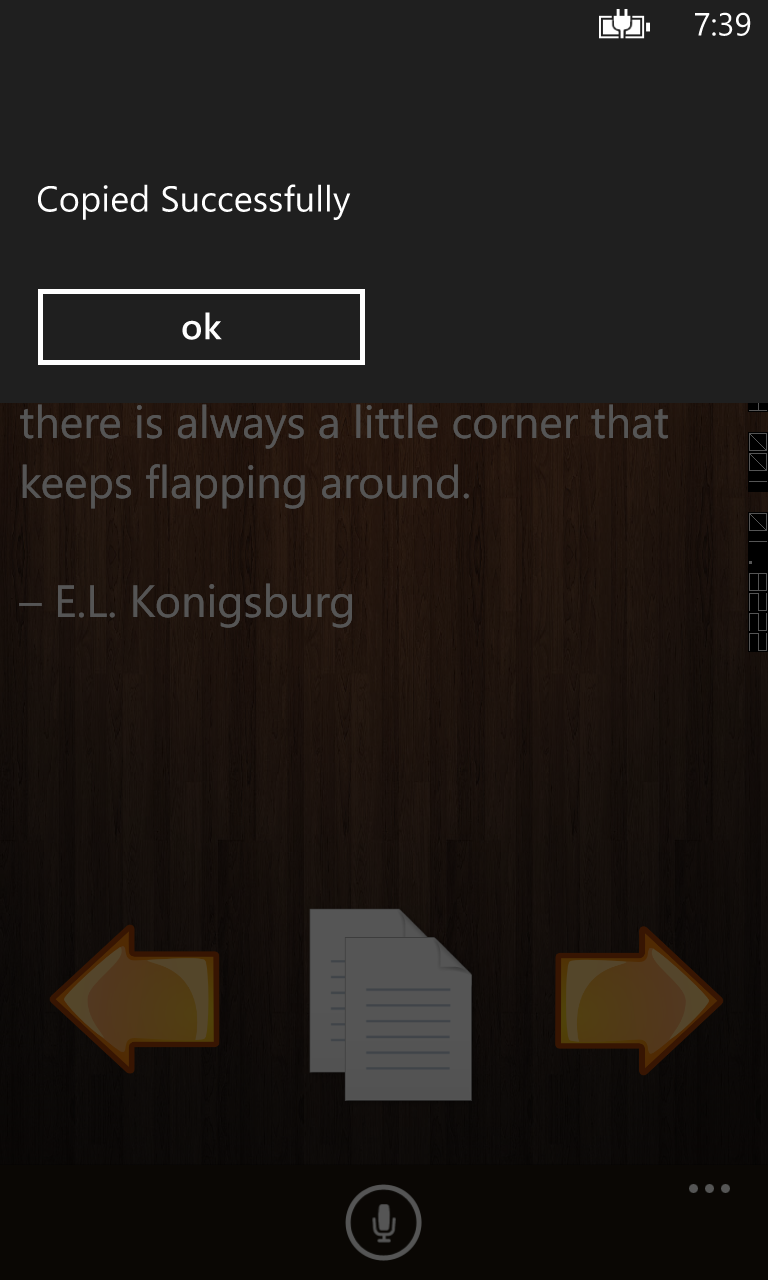 7:39
Copied Successfully
ok
there is always a little corner that
keeps flapping around.
– E.L. Konigsburg